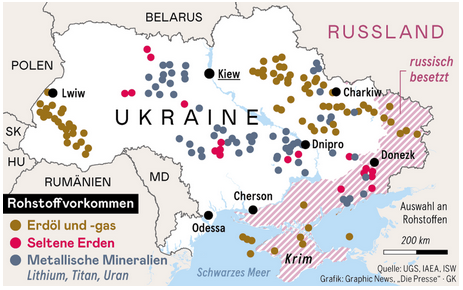 BELARUS
RUSSLAND
POLEN
Kiew
russisch
besetzt
Lwiw
Charkiw
UKRAINE
SK
Dnipro
HU
Donezk
RUMÄNIEN
MD
Rohstoffvorkommen
Cherson
Erdöl und -gas
Odessa
Auswahl an
Rohstoffen
Seltene Erden
200 km
Metallische Mineralien
Lithium, Titan, Uran
Krim
Schwarzes Meer
Quelle: UGS, IAEA, ISW
Grafik: Graphic News, „Die Presse“ · GK